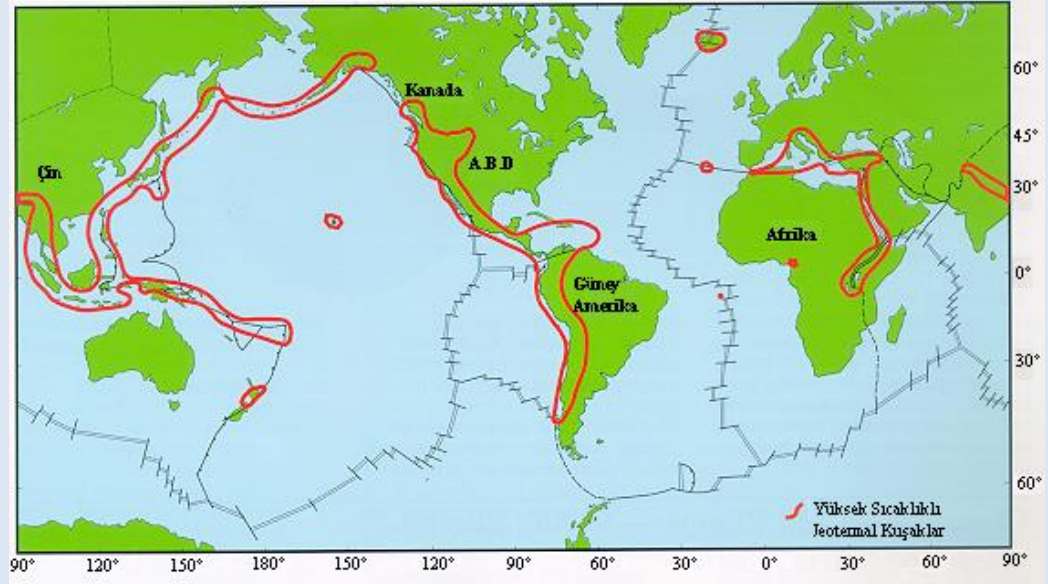 Kanada
Çin
A.B.D
Afrika
Güney
Amerika
Yüksek Sıcaklıklı
Jeotermal Kuşaklar
60°
45°
30°
0°
30°
60°
90°
120°
150°
180°
150°
120°
90°
60°
30°
0°
30°
60°
90°